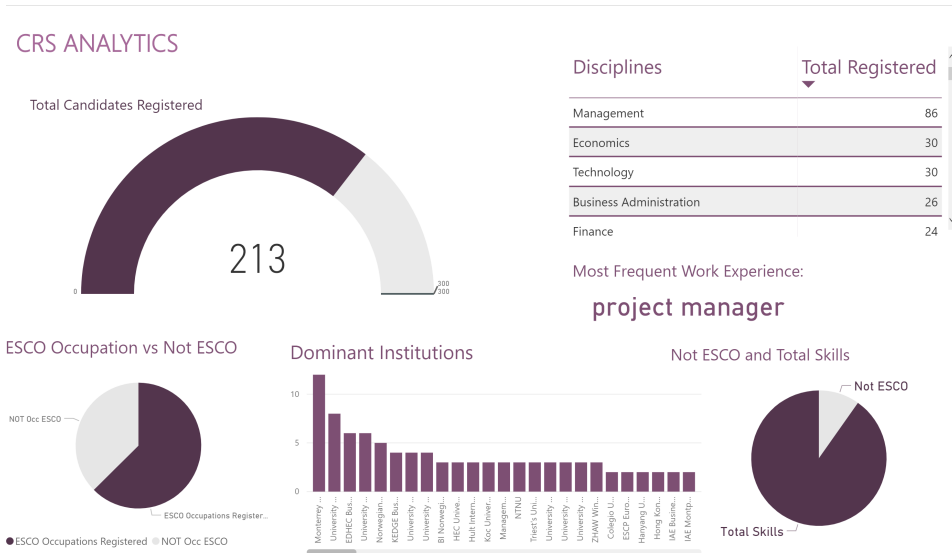 CRS ANALYTICS
Total Candidates Registered
213
0
300
300
Disciplines Total Registered
Management 86
Economics 30
Technology 30
Business Administration 26
Finance 24
Most Frequent Work Experience:
project manager
ESCO Occupation vs Not ESCO
NOT Occ ESCO
ESCO Occupations Register...
ESCO Occupations Registered NOT Occ ESCO
Dominant Institutions
10
5
0
Monterrey ...
University ...
EDHEC Bus...
University ...
Norwegian...
KEDGE Bus...
University ...
University ...
BI Norwegi...
HEC Unive...
Hult Intern...
Koc Univer...
Managem...
NTNU
Triest's Uni...
University ...
University ...
University ...
ZHAW Win...
Colegio U...
ESCP Euro...
Hanyang U...
Hong Kon...
IAE Busine...
IAE Montp...
Not ESCO and Total Skills
Not ESCO
Total Skills